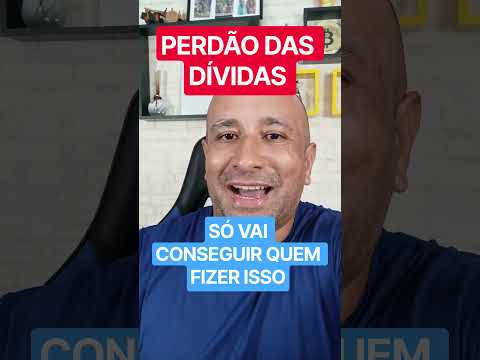 PERDÃO DAS
DÍVIDAS
SÓ VAI
CONSEGUIR QUEM
FIZER ISSO